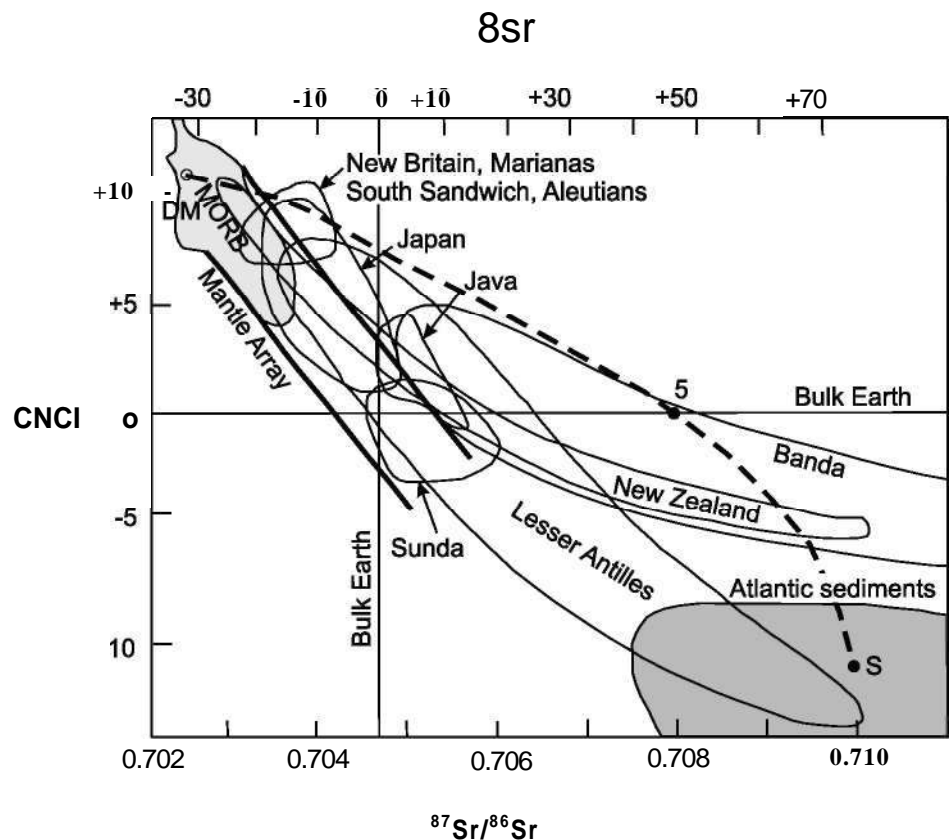 8sr
-30 -10 0 +10 +30 +50 +70
New Britain, Marianas
South Sandwich, Aleutians
+10 -
DM
MORB
Japan
Java
+5
Mantle Array
5
Bulk Earth
CNCI o
Banda
New Zealand
-5
Sunda
Lesser Antilles
Bulk Earth
Atlantic sediments
10
S
0.702 0.704 0.706 0.708 0.710
⁸⁷Sr/⁸⁶Sr